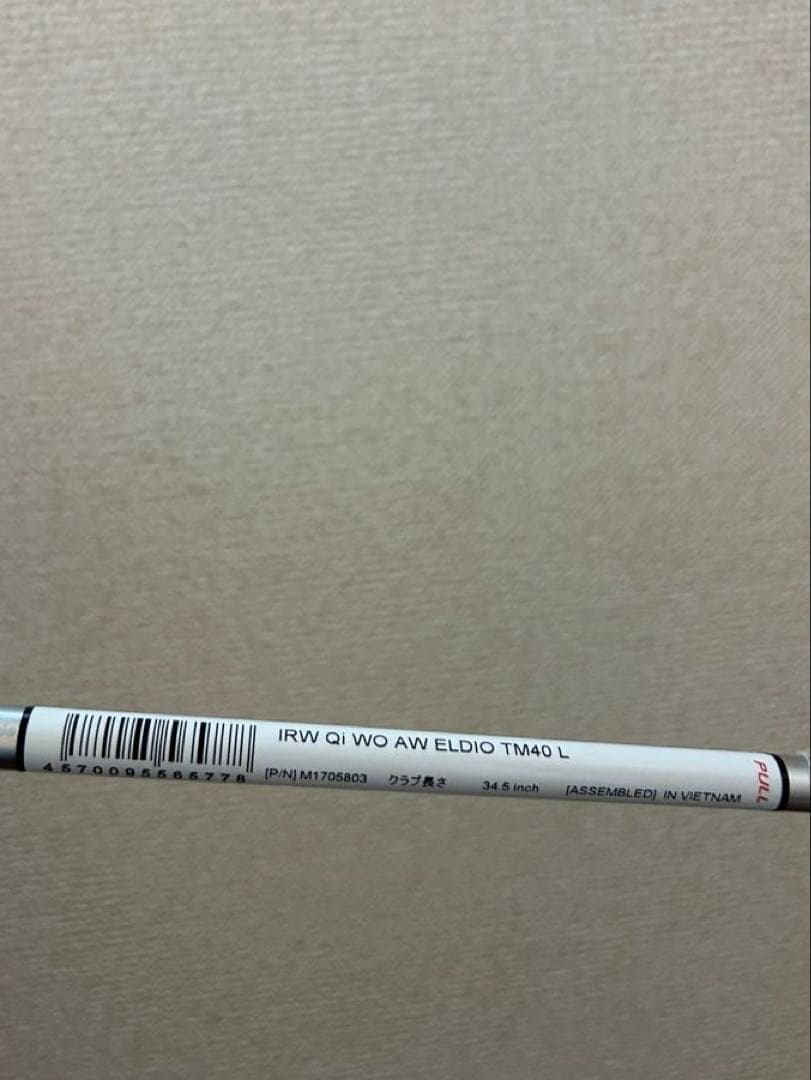 IRW Qi WO AW ELDIO TM40 L
4570095565778
[P/N] M1705803 クラブ長さ 34.5 inch [ASSEMBLED] IN VIETNAM
PULL